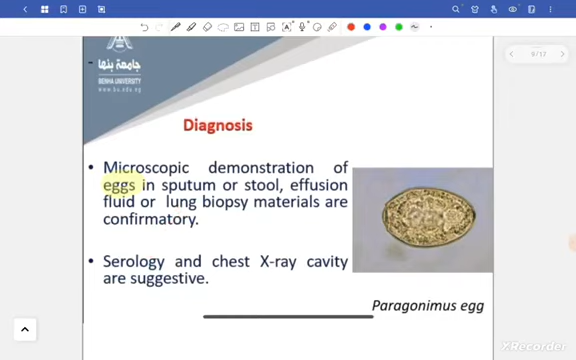 9/17
جامعة بنها
BENHA UNIVERSITY
www.bu.edu.eg
Diagnosis
• Microscopic demonstration of
eggs in sputum or stool, effusion
fluid or lung biopsy materials are
confirmatory.
• Serology and chest X-ray cavity
are suggestive.
Paragonimus egg
XRecorder